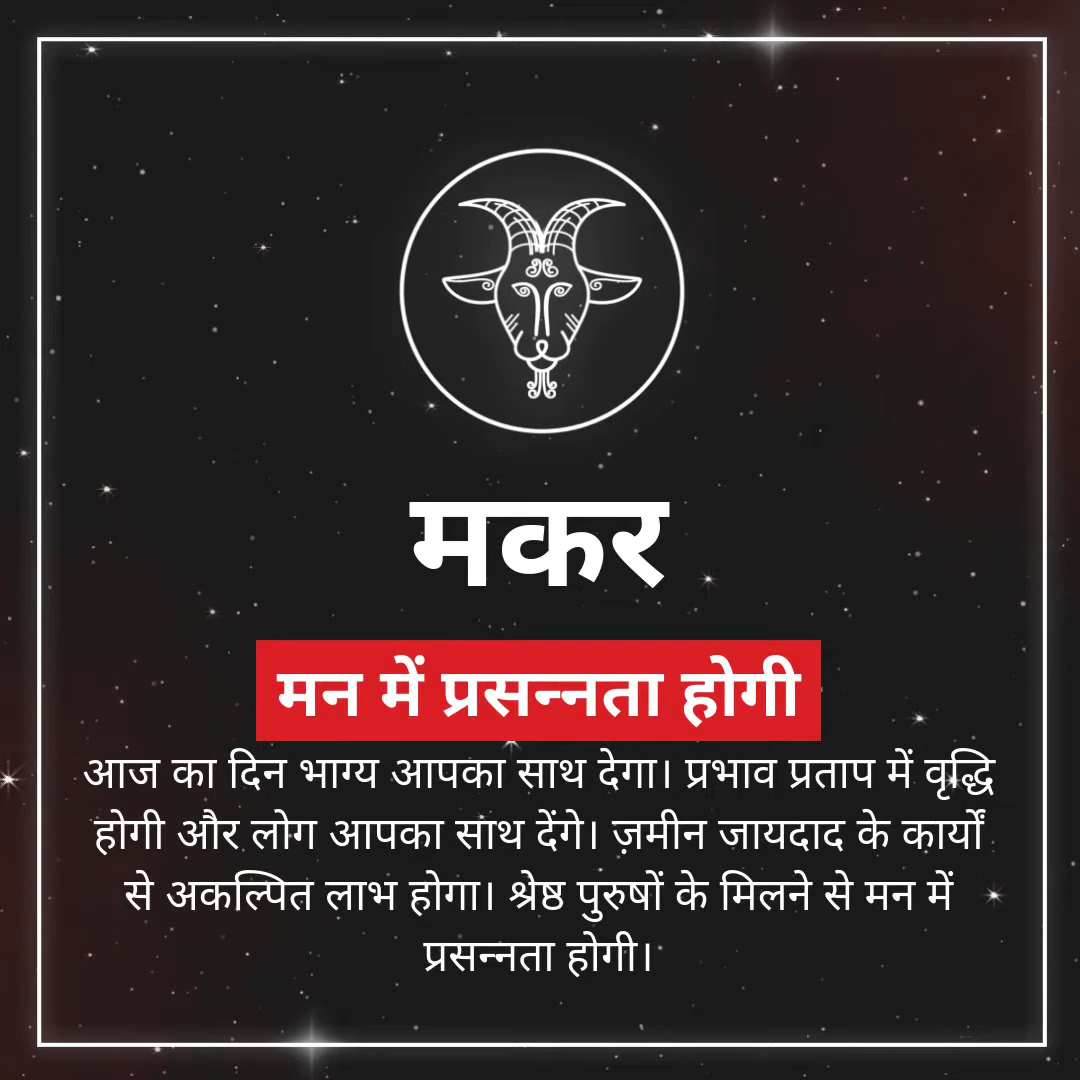 मकर
मन में प्रसन्नता होगी
आज का दिन भाग्य आपका साथ देगा। प्रभाव प्रताप में वृद्धि
होगी और लोग आपका साथ देंगे। ज़मीन जायदाद के कार्यों
से अकल्पित लाभ होगा। श्रेष्ठ पुरुषों के मिलने से मन में
प्रसन्नता होगी।